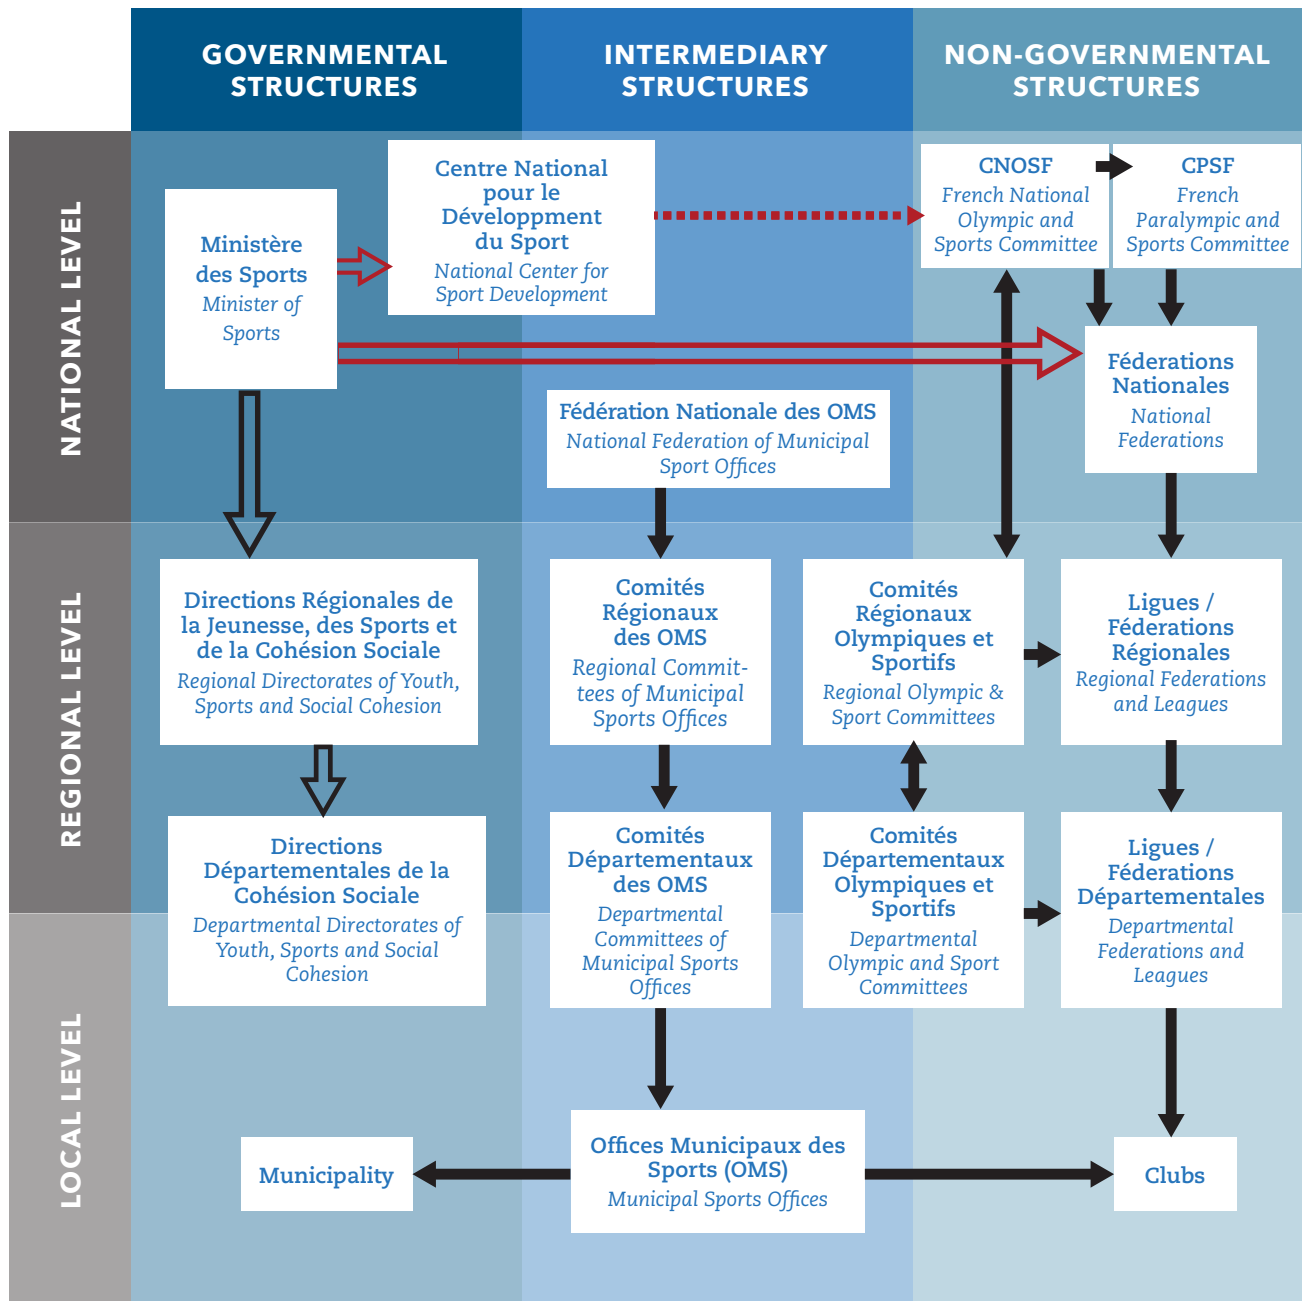 GOVERNMENTAL
STRUCTURES
INTERMEDIARY
STRUCTURES
NON-GOVERNMENTAL
STRUCTURES
NATIONAL LEVEL
Ministère
des Sports
Minister of
Sports
Centre National
pour le
Développment
du Sport
National Center for
Sport Development
CNOSF
French National
Olympic and
Sports Committee
CPSF
French
Paralympic and
Sports Committee
Féderations
Nationales
National
Federations
Fédération Nationale des OMS
National Federation of Municipal
Sport Offices
REGIONAL LEVEL
Directions Régionales de
la Jeunesse, des Sports et
de la Cohésion Sociale
Regional Directorates of Youth,
Sports and Social Cohesion
Comités
Régionaux
des OMS
Regional Commit-
tees of Municipal
Sports Offices
Comités
Régionaux
Olympiques et
Sportifs
Regional Olympic &
Sport Committees
Ligues /
Féderations
Régionales
Regional Federations
and Leagues
Directions
Départementales de la
Cohésion Sociale
Departmental Directorates of
Youth, Sports and Social
Cohesion
Comités
Départementaux
des OMS
Departmental
Committees of
Municipal Sports
Offices
Comités
Départementaux
Olympiques et
Sportifs
Departmental
Olympic and Sport
Committees
Ligues /
Féderations
Départementales
Departmental
Federations and
Leagues
LOCAL LEVEL
Municipality
Offices Municipaux des
Sports (OMS)
Municipal Sports Offices
Clubs